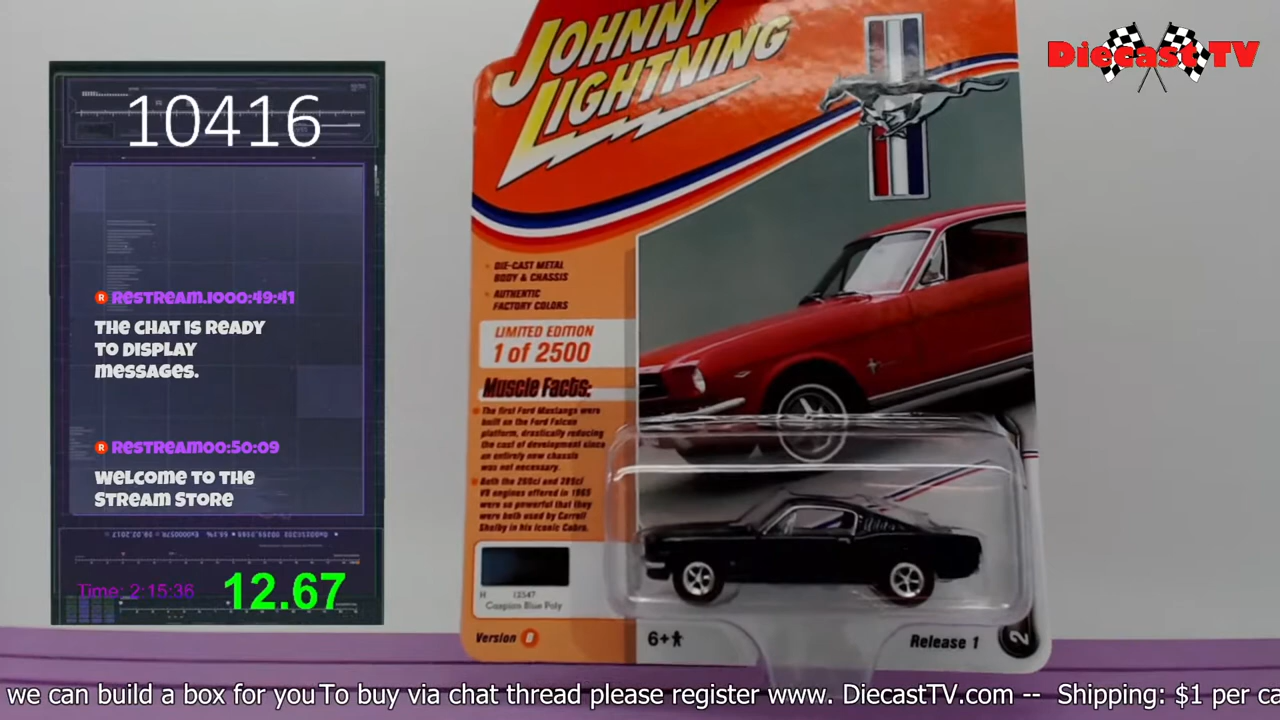 10416
Restream.IO00:49:41
THE CHAT IS READY
TO DISPLAY
MESSAGES.
Restream00:50:09
WELCOME TO THE
STREAM STORE
Time: 2:15:36
12.67
JOHNNY
LIGHTNING
DIE-CAST METAL
BODY & CHASSIS
AUTHENTIC
FACTORY COLORS
LIMITED EDITION
1 of 2500
Muscle Facts:
The first Ford Mustangs were
built on the Ford Falcon
platform, drastically reducing
the cost of development since
an entirely new chassis
was not necessary.
Both the 260ci and 289ci
V8 engines offered in 1965
were so powerful that they
were both used by Carroll
Shelby in his iconic Cobra.
H 13547
Caspian Blue Poly
Version B
6+
Release 1
2
Diecast TV
we can build a box for youTo buy via chat thread please register www. DiecastTV.com -- Shipping: $1 per ca